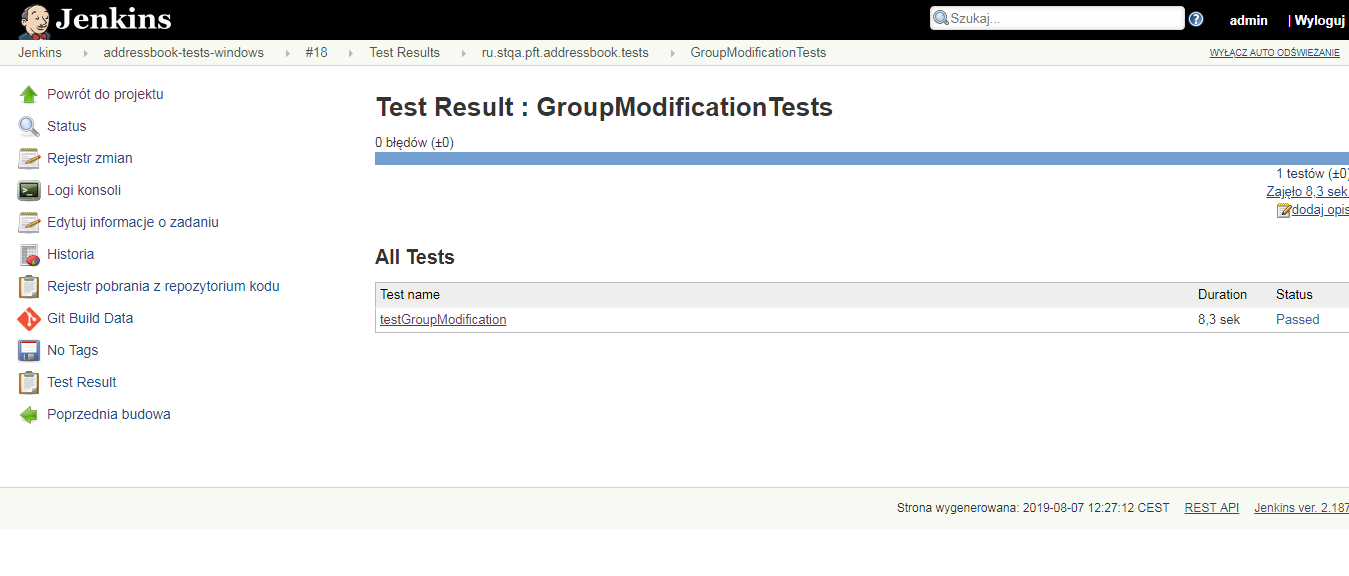 Jenkins
Szukaj...
admin
| Wyloguj
Jenkins addressbook-tests-windows #18 Test Results ru.stqa.pft.addressbook.tests GroupModificationTests
WYŁĄCZ AUTO ODŚWIEŻANIE
Powrót do projektu
Status
Rejestr zmian
Logi konsoli
Edytuj informacje o zadaniu
Historia
Rejestr pobrania z repozytorium kodu
Git Build Data
No Tags
Test Result
Poprzednia budowa
Test Result : GroupModificationTests
0 błędów (±0)
1 testów (±0)
Zajęło 8,3 sek.
dodaj opis
All Tests
Test name Duration Status
testGroupModification 8,3 sek Passed
Strona wygenerowana: 2019-08-07 12:27:12 CEST REST API Jenkins ver. 2.187